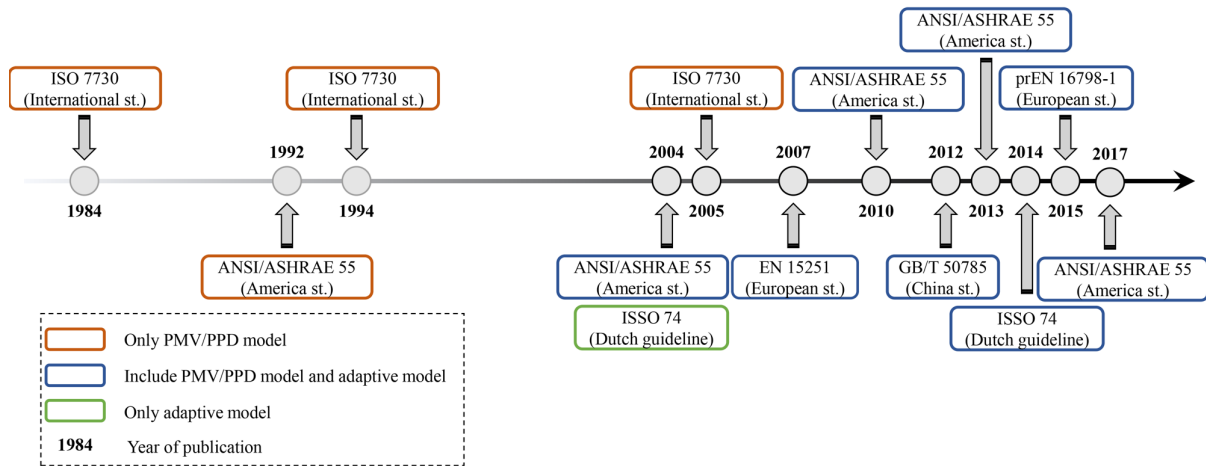 ANSI/ASHRAE 55
(America st.)
ISO 7730
(International st.)
ISO 7730
(International st.)
ISO 7730
(International st.)
ANSI/ASHRAE 55
(America st.)
prEN 16798-1
(European st.)
1992
2004
2007
2012
2014
2017
1984
1994
2005
2010
2013
2015
ANSI/ASHRAE 55
(America st.)
ANSI/ASHRAE 55
(America st.)
EN 15251
(European st.)
GB/T 50785
(China st.)
ANSI/ASHRAE 55
(America st.)
ISSO 74
(Dutch guideline)
ISSO 74
(Dutch guideline)
Only PMV/PPD model
Include PMV/PPD model and adaptive model
Only adaptive model
1984 Year of publication